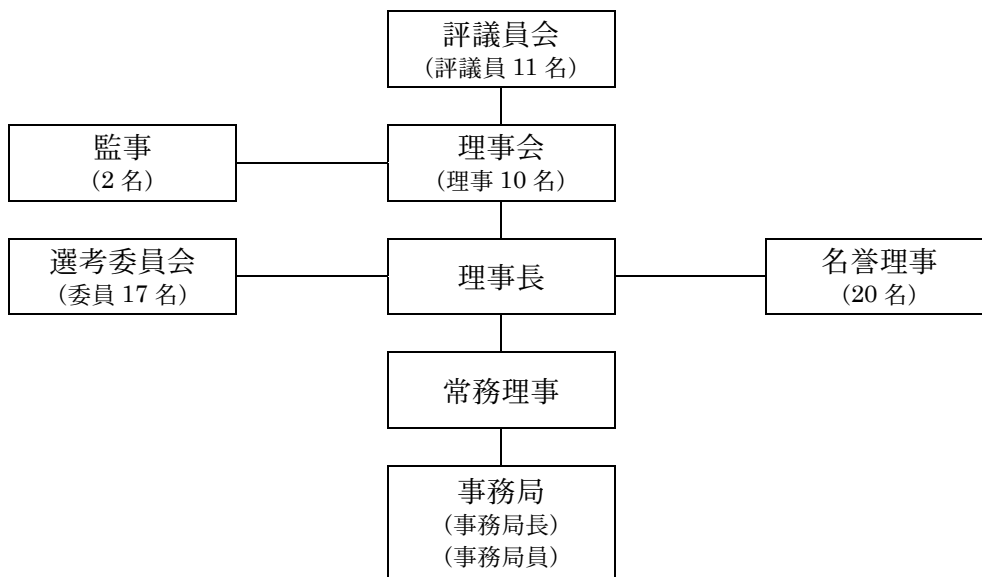 評議員会
(評議員 11 名)
監事
(2 名)
理事会
(理事 10 名)
選考委員会
(委員 17 名)
理事長
名誉理事
(20 名)
常務理事
事務局
(事務局長)
(事務局員)